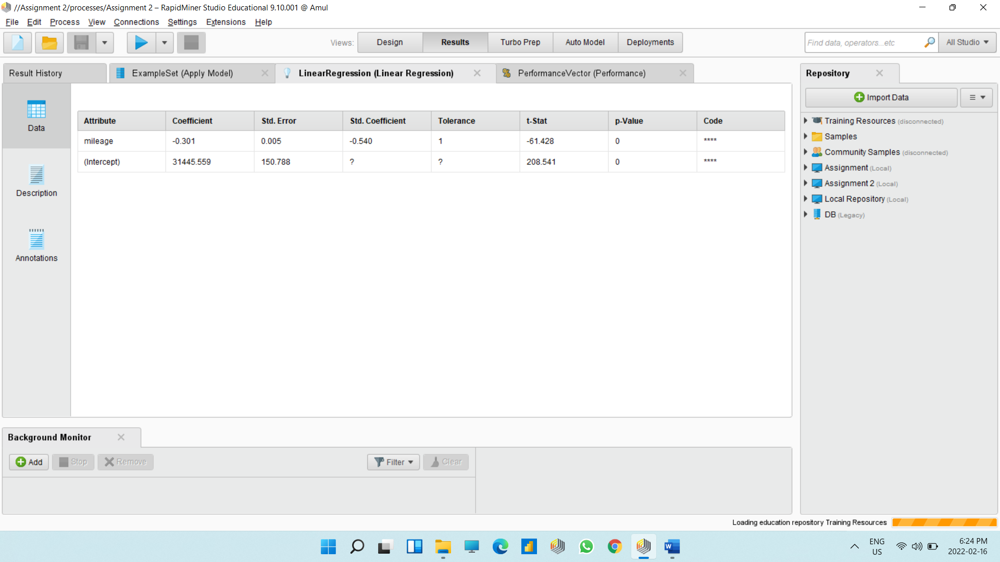 //Assignment 2/processes/Assignment 2 – RapidMiner Studio Educational 9.10.001 @ Amul
File Edit Process View Connections Settings Extensions Help
Views: Design Results Turbo Prep Auto Model Deployments Find data, operators...etc All Studio
Result History ExampleSet (Apply Model) LinearRegression (Linear Regression) PerformanceVector (Performance) Repository
Import Data
Data
Description
Annotations
Attribute Coefficient Std. Error Std. Coefficient Tolerance t-Stat p-Value Code
mileage -0.301 0.005 -0.540 1 -61.428 0 ****
(Intercept) 31445.559 150.788 ? ? 208.541 0 ****
Training Resources (disconnected)
Samples
Community Samples (disconnected)
Assignment (Local)
Assignment 2 (Local)
Local Repository (Local)
DB (Legacy)
Background Monitor
Add Stop Remove Filter Clear
Loading education repository Training Resources
ENG
US
6:24 PM
2022-02-16